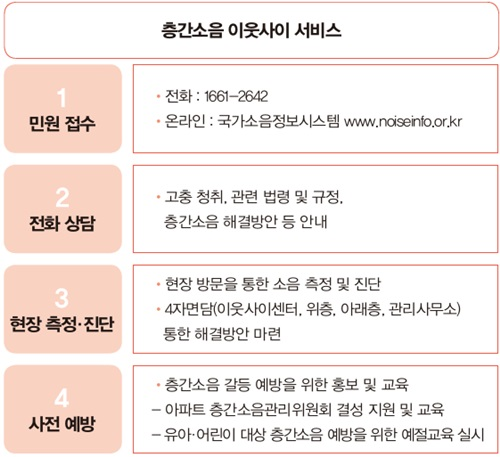 층간소음 이웃사이 서비스
1
민원 접수
• 전화 : 1661-2642
• 온라인 : 국가소음정보시스템 www.noiseinfo.or.kr
2
전화 상담
• 고충 청취, 관련 법령 및 규정,
층간소음 해결방안 등 안내
3
현장 측정·진단
• 현장 방문을 통한 소음 측정 및 진단
• 4자면담(이웃사이센터, 위층, 아래층, 관리사무소)
통한 해결방안 마련
4
사전 예방
• 층간소음 갈등 예방을 위한 홍보 및 교육
– 아파트 층간소음관리위원회 결성 지원 및 교육
– 유아·어린이 대상 층간소음 예방을 위한 예절교육 실시